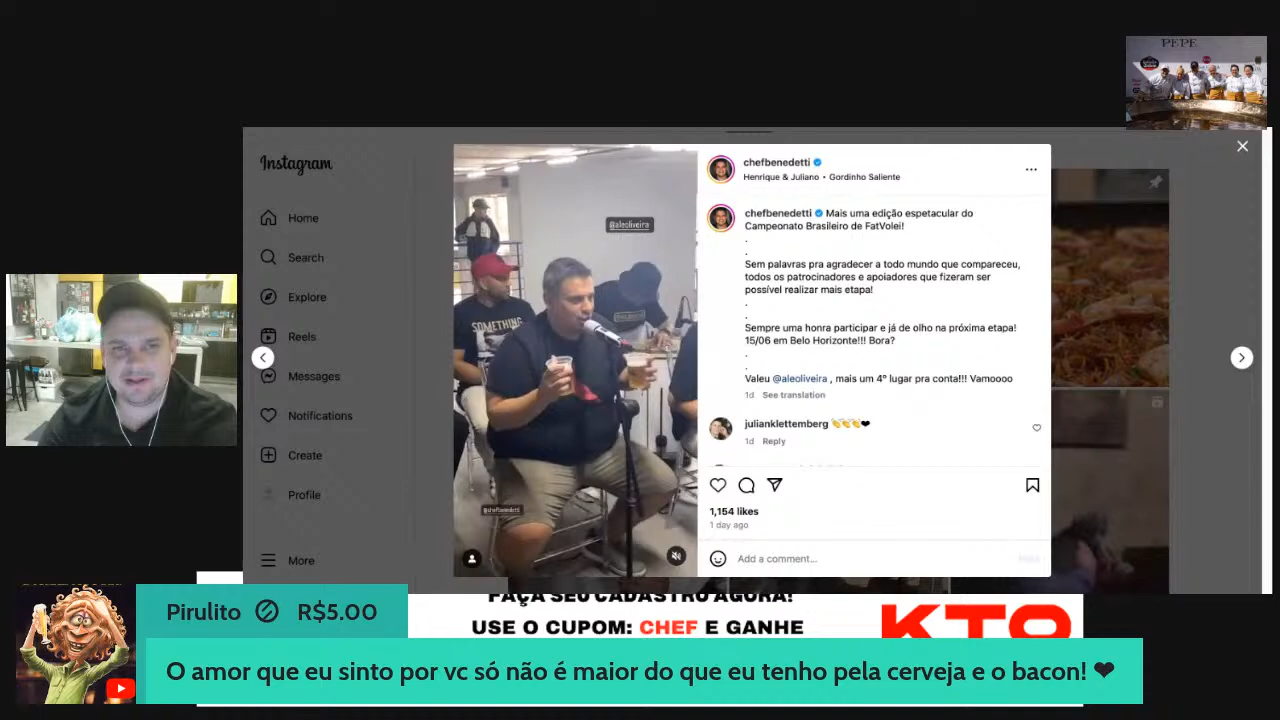 PEPE
Instagram
Home
Search
Explore
Reels
Messages
Notifications
Create
Profile
More
@aleoliveira
SOMETHING
@chefbenedetti
chefbenedetti
Henrique & Juliano • Gordinho Saliente
chefbenedetti Mais uma edição espetacular do
Campeonato Brasileiro de FatVolei!
.
.
Sem palavras pra agradecer a todo mundo que compareceu,
todos os patrocinadores e apoiadores que fizeram ser
possível realizar mais etapa!
.
.
Sempre uma honra participar e já de olho na próxima etapa!
15/06 em Belo Horizonte!!! Bora?
.
.
Valeu @aleoliveira , mais um 4º lugar pra conta!!! Vamoooo
1d See translation
julianklettemberg 👏👏👏❤
1d Reply
1,154 likes
1 day ago
Add a comment...
FAÇA SEU CADASTRO AGORA!
USE O CUPOM: CHEF E GANHE
KTO
Pirulito R$5.00
O amor que eu sinto por vc só não é maior do que eu tenho pela cerveja e o bacon! ❤